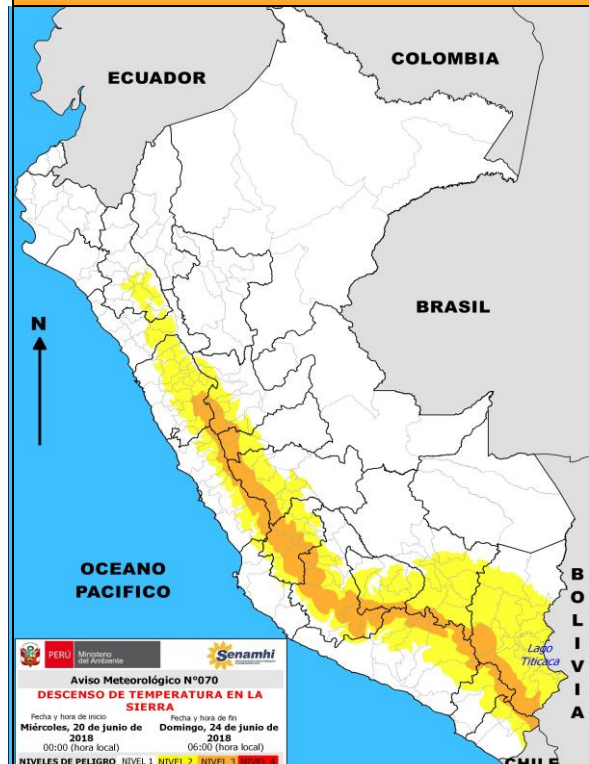 COLOMBIA
ECUADOR
BRASIL
N
OCEANO
PACIFICO
BOLIVIA
Lago
Titicaca
CHILE
PERÚ Ministerio
del Ambiente
Senamhi
Aviso Meteorológico N°070
DESCENSO DE TEMPERATURA EN LA
SIERRA
Fecha y hora de inicio Fecha y hora de fin
Miércoles, 20 de junio de Domingo, 24 de junio de
2018 2018
00:00 (hora local) 06:00 (hora local)
NIVELES DE PELIGRO NIVEL 1 NIVEL 2 NIVEL 3 NIVEL 4